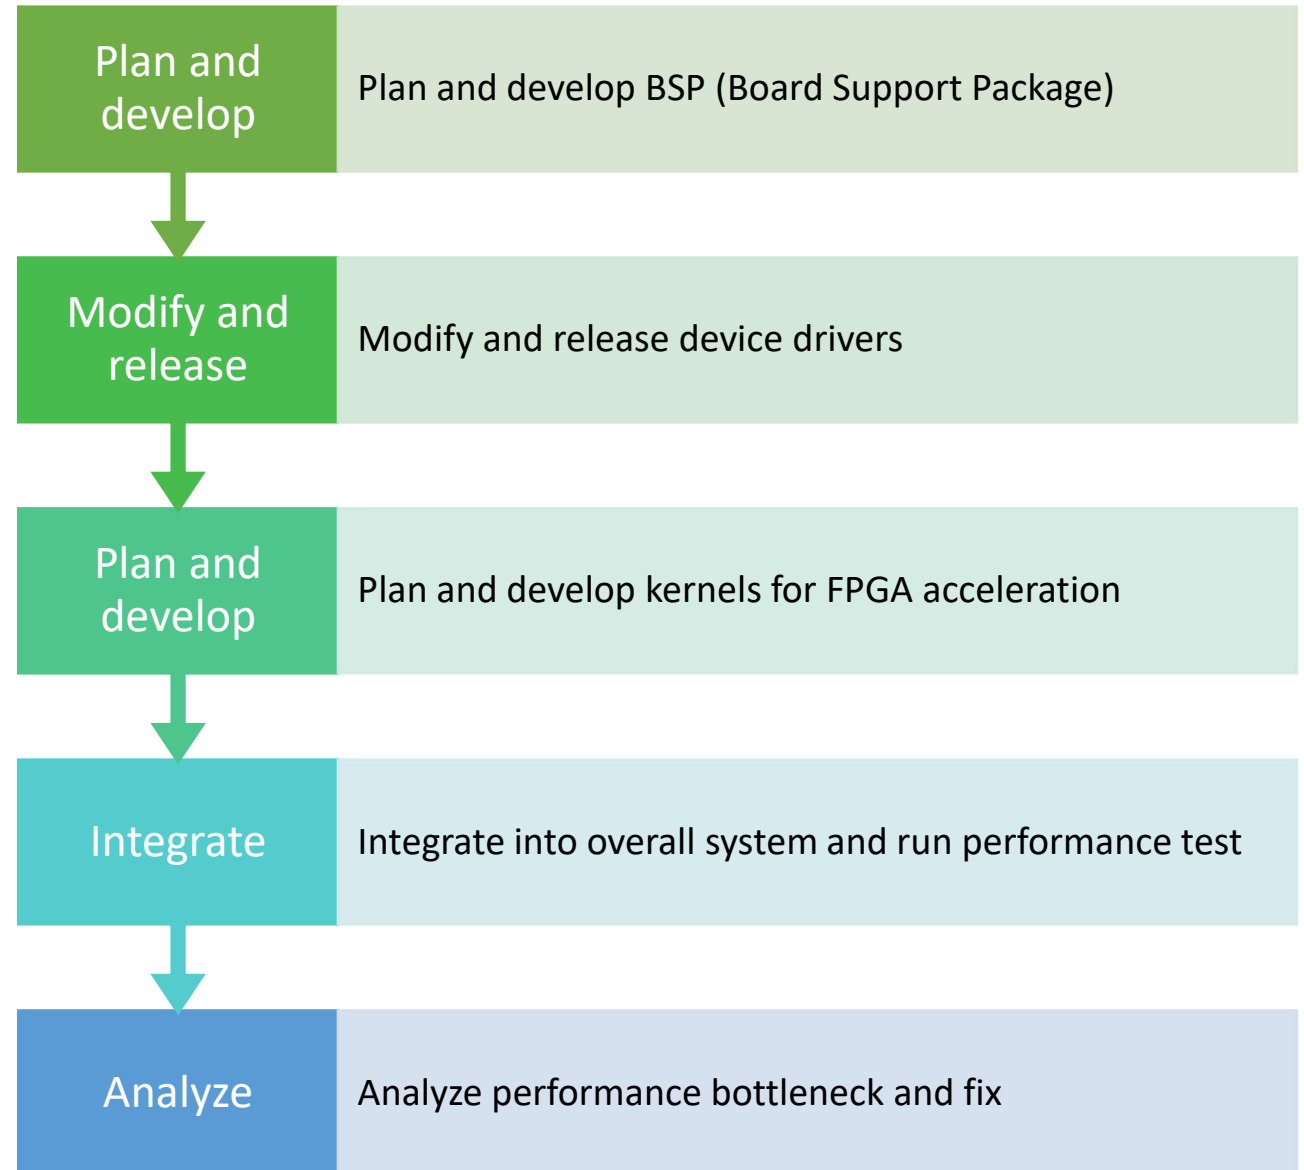 Plan and
develop
Plan and develop BSP (Board Support Package)
Modify and
release
Modify and release device drivers
Plan and
develop
Plan and develop kernels for FPGA acceleration
Integrate
Integrate into overall system and run performance test
Analyze
Analyze performance bottleneck and fix